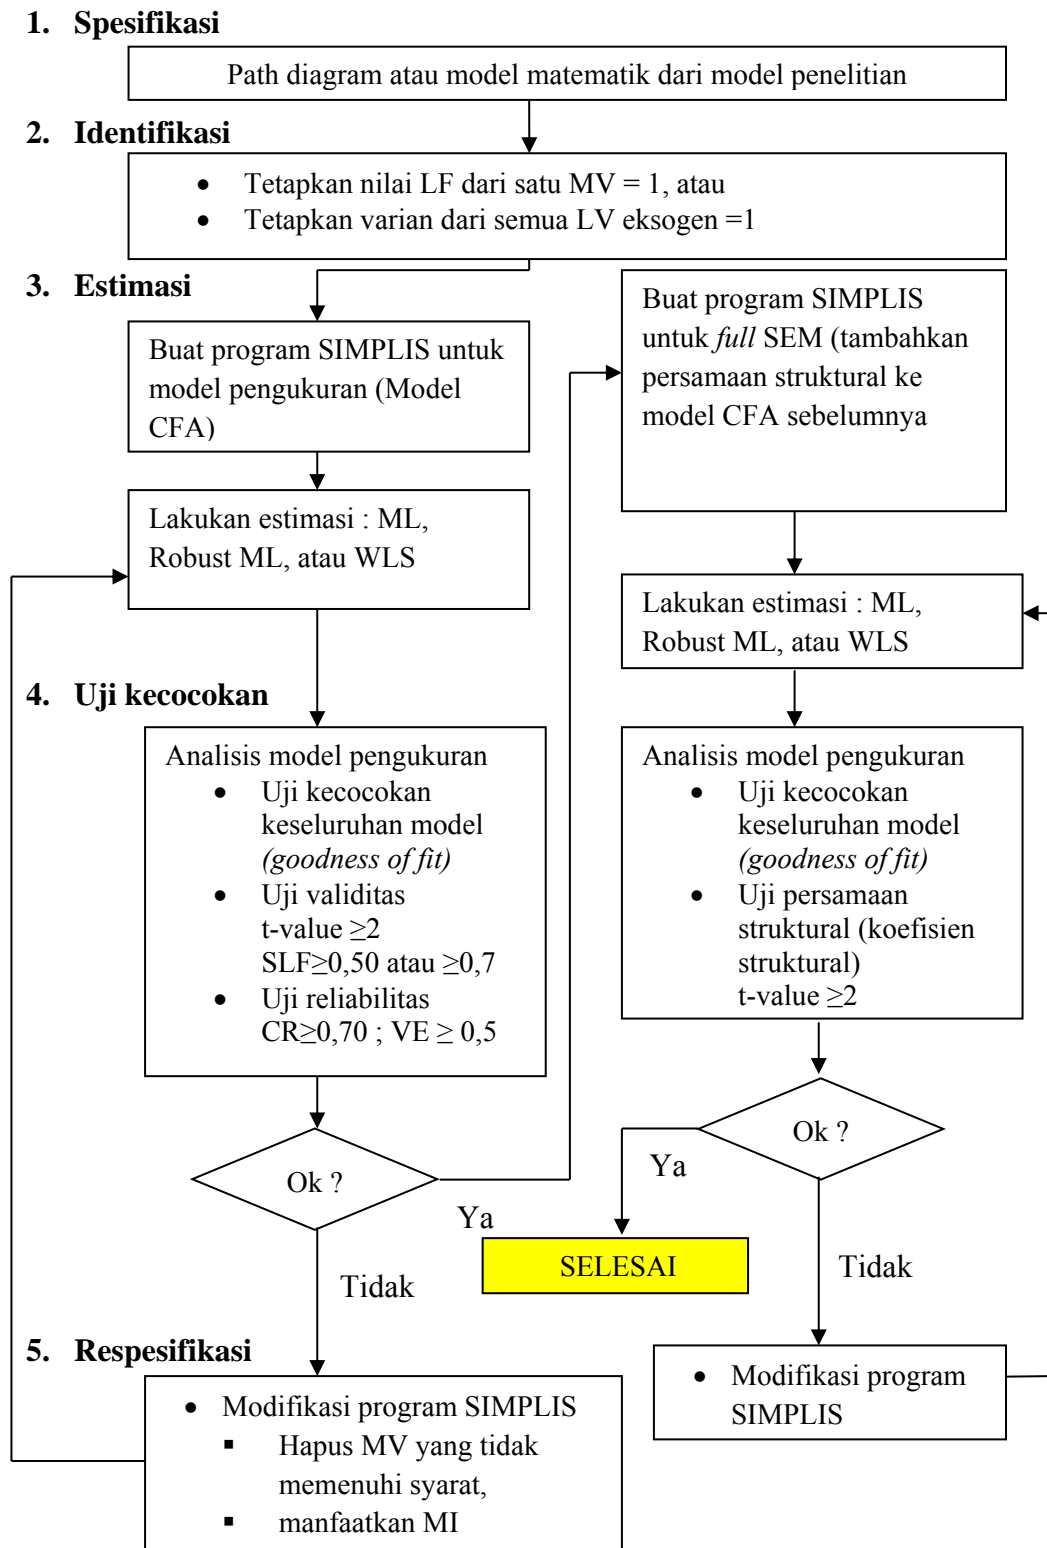 1. Spesifikasi
Path diagram atau model matematik dari model penelitian
2. Identifikasi
• Tetapkan nilai LF dari satu MV = 1, atau
• Tetapkan varian dari semua LV eksogen =1
3. Estimasi
Buat program SIMPLIS untuk
model pengukuran (Model
CFA)
Lakukan estimasi : ML,
Robust ML, atau WLS
Buat program SIMPLIS
untuk full SEM (tambahkan
persamaan struktural ke
model CFA sebelumnya
Lakukan estimasi : ML,
Robust ML, atau WLS
4. Uji kecocokan
Analisis model pengukuran
• Uji kecocokan
keseluruhan model
(goodness of fit)
• Uji validitas
t-value ≥2
SLF≥0,50 atau ≥0,7
• Uji reliabilitas
CR≥0,70 ; VE ≥ 0,5
Analisis model pengukuran
• Uji kecocokan
keseluruhan model
(goodness of fit)
• Uji persamaan
struktural (koefisien
struktural)
t-value ≥2
Ok ?
Ya
Tidak
Ok ?
Ya
SELESAI
Tidak
5. Respesifikasi
• Modifikasi program SIMPLIS
▪ Hapus MV yang tidak
memenuhi syarat,
▪ manfaatkan MI
• Modifikasi program
SIMPLIS